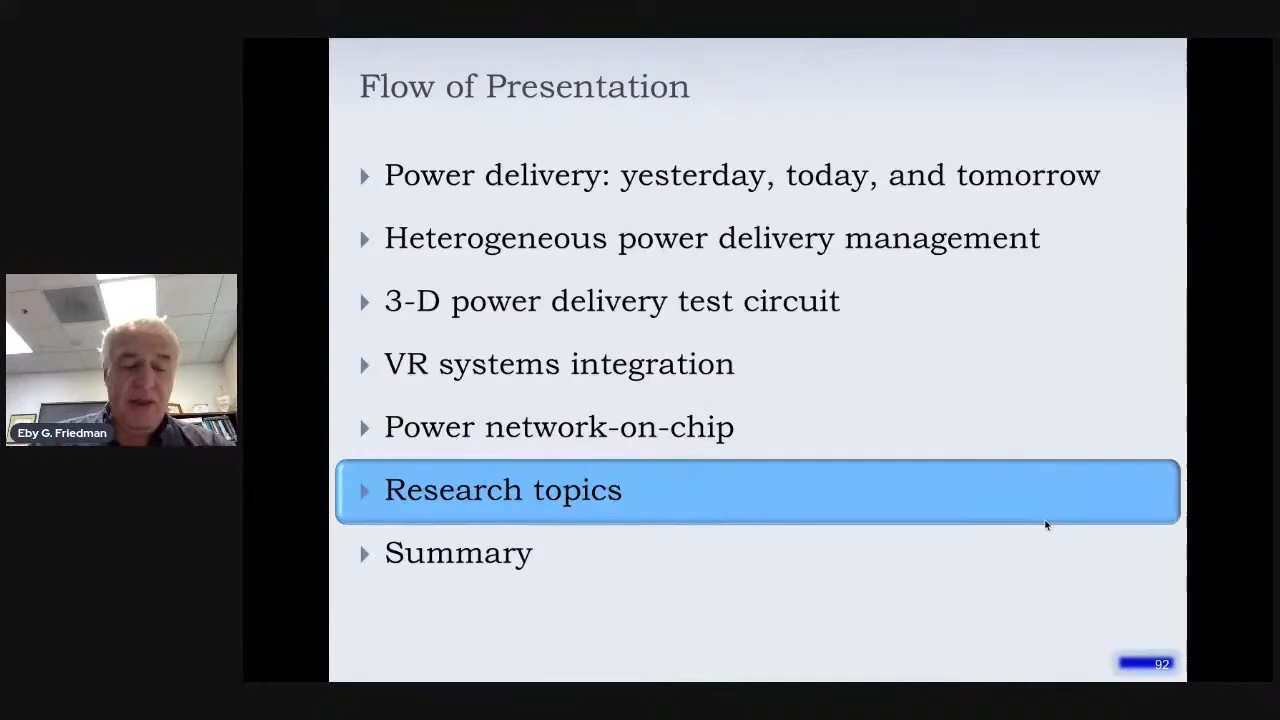 Flow of Presentation
Power delivery: yesterday, today, and tomorrow
Heterogeneous power delivery management
3-D power delivery test circuit
VR systems integration
Power network-on-chip
Research topics
Summary
Eby G. Friedman
92